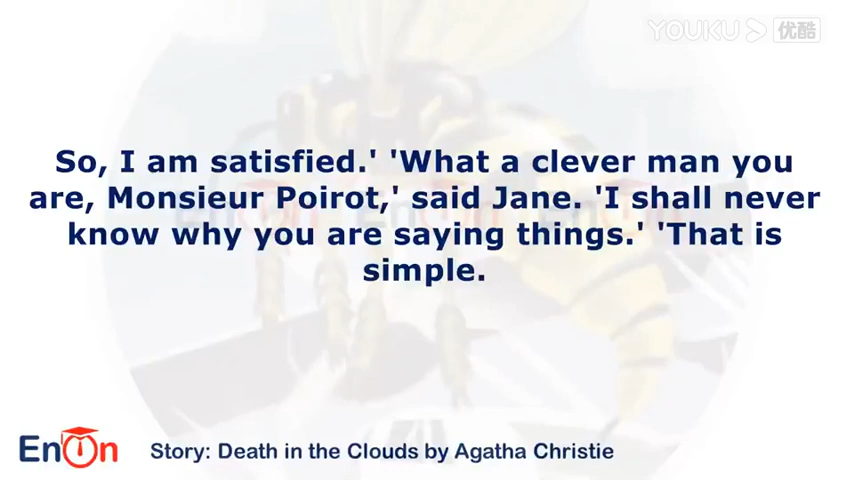 YOUKU 优酷
So, I am satisfied.' 'What a clever man you
are, Monsieur Poirot,' said Jane. 'I shall never
know why you are saying things.' 'That is
simple.
EnOn
Story: Death in the Clouds by Agatha Christie